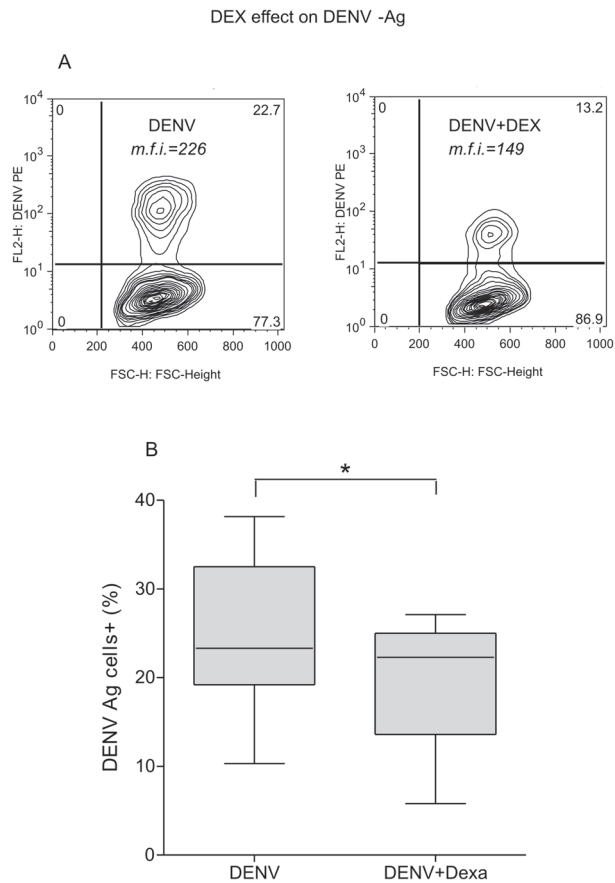 DEX effect on DENV -Ag
A
10^4
10^3
10^2
10^1
10^0
FL2-H: DENV PE
0
22.7
DENV
m.f.i.=226
0
77.3
0 200 400 600 800 1000
FSC-H: FSC-Height
10^4
10^3
10^2
10^1
10^0
FL2-H: DENV PE
0
13.2
DENV+DEX
m.f.i.=149
0
86.9
0 200 400 600 800 1000
FSC-H: FSC-Height
B
*
40
30
20
10
0
DENV Ag cells+ (%)
DENV DENV+Dexa